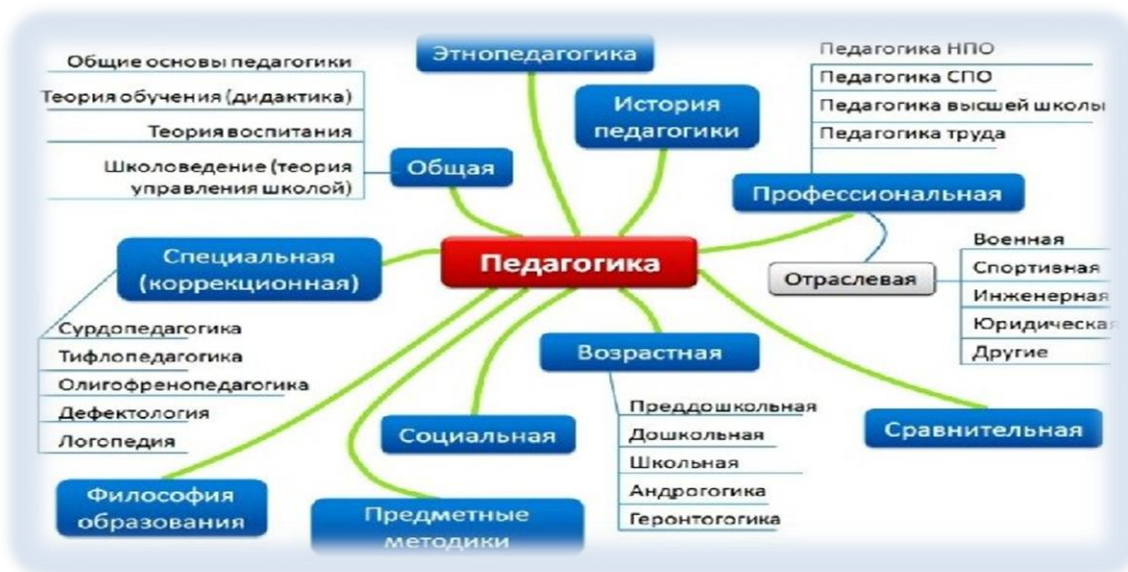 Этнопедагогика
Общие основы педагогики
Теория обучения (дидактика)
Теория воспитания
Школоведение (теория
управления школой)
Общая
История
педагогики
Педагогика НПО
Педагогика СПО
Педагогика высшей школы
Педагогика труда
Профессиональная
Отраслевая
Военная
Спортивная
Инженерная
Юридическая
Другие
Педагогика
Специальная
(коррекционная)
Сурдопедагогика
Тифлопедагогика
Олигофренопедагогика
Дефектология
Логопедия
Возрастная
Преддошкольная
Дошкольная
Школьная
Андрогогика
Геронтогогика
Социальная
Сравнительная
Философия
образования
Предметные
методики